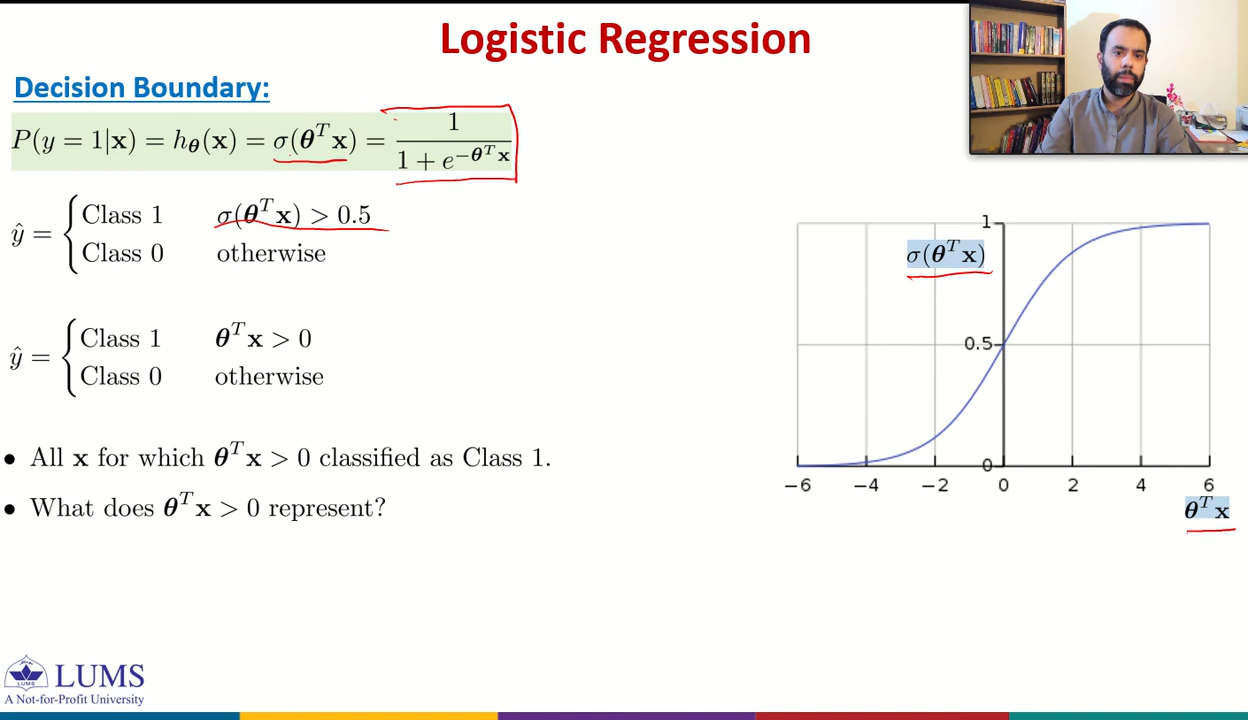 Logistic Regression
Decision Boundary:
P(y = 1|x) = h_θ(x) = σ(θ^T x) = 1 / (1 + e^{−θ^T x})
ŷ = { Class 1 σ(θ^T x) > 0.5
Class 0 otherwise
ŷ = { Class 1 θ^T x > 0
Class 0 otherwise
• All x for which θ^T x > 0 classified as Class 1.
• What does θ^T x > 0 represent?
1
σ(θ^T x)
0.5
0
−6 −4 −2 0 2 4 6
θ^T x
LUMS
LUMS
A Not-for-Profit University